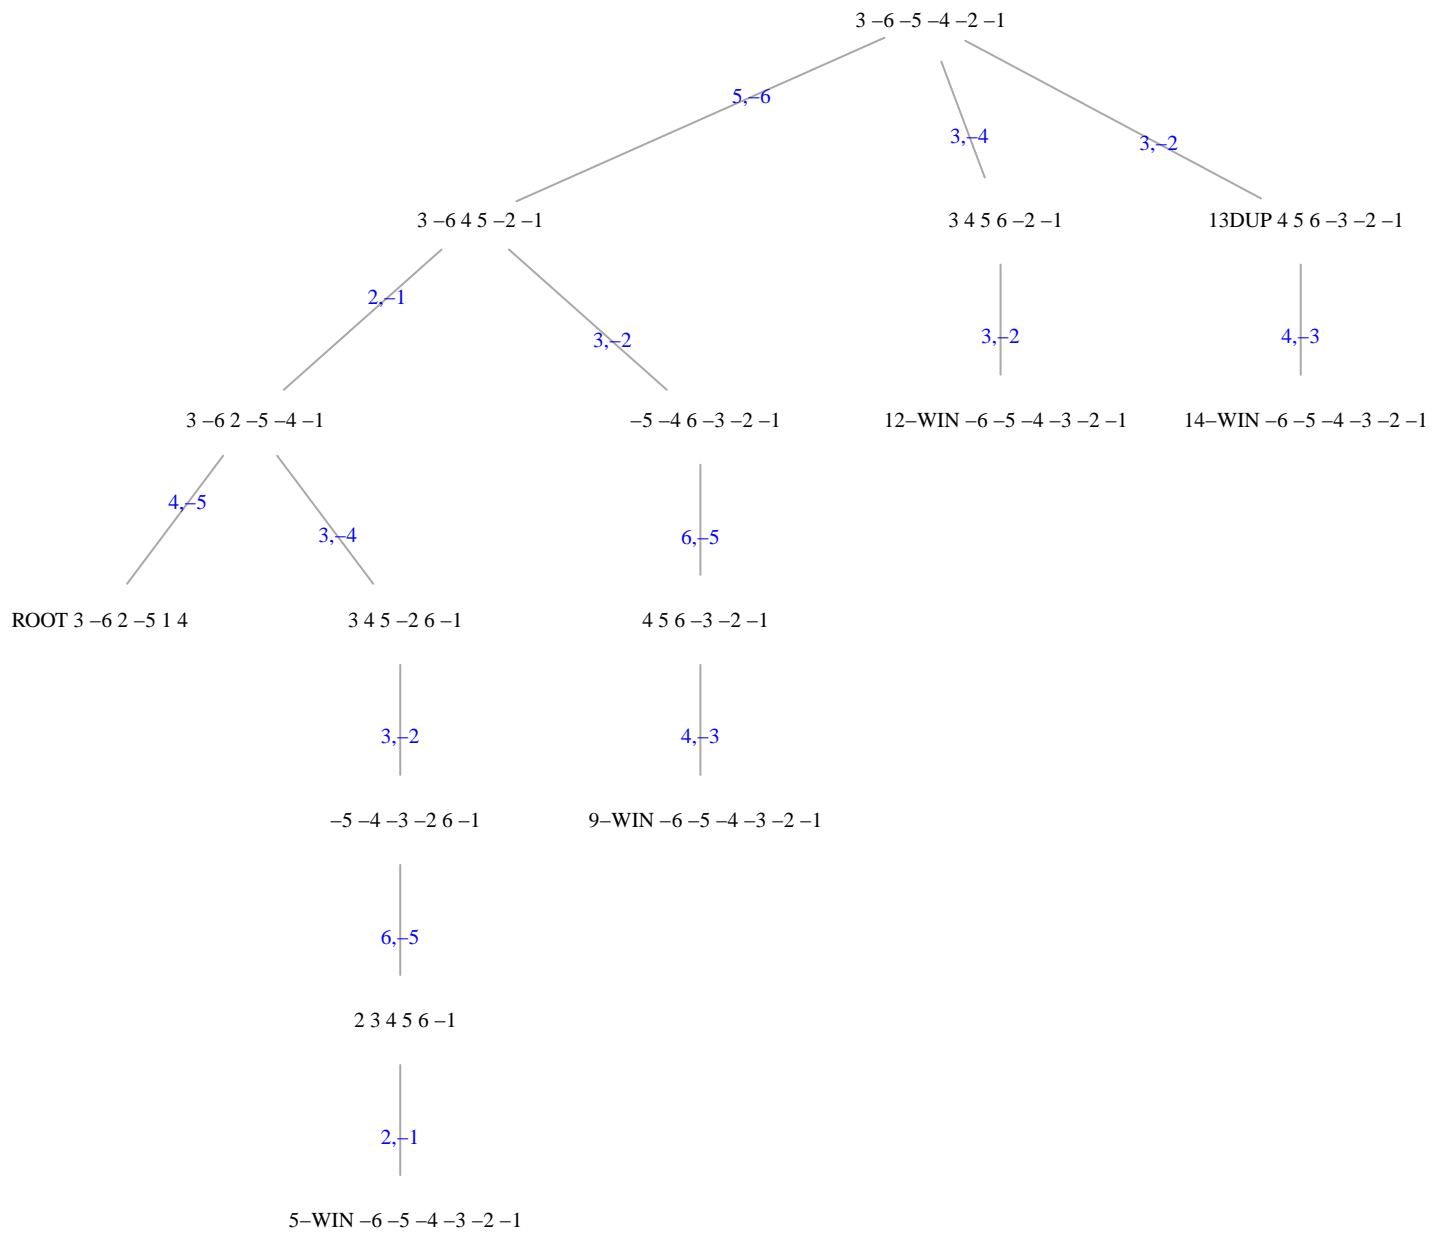 3 –6 –5 –4 –2 –1
5,–6
3,–4
3,–2
3 –6 4 5 –2 –1
3 4 5 6 –2 –1
13DUP 4 5 6 –3 –2 –1
2,–1
3,–2
3,–2
4,–3
3 –6 2 –5 –4 –1
–5 –4 6 –3 –2 –1
12–WIN –6 –5 –4 –3 –2 –1
14–WIN –6 –5 –4 –3 –2 –1
4,–5
3,–4
6,–5
ROOT 3 –6 2 –5 1 4
3 4 5 –2 6 –1
4 5 6 –3 –2 –1
3,–2
4,–3
–5 –4 –3 –2 6 –1
9–WIN –6 –5 –4 –3 –2 –1
6,–5
2 3 4 5 6 –1
2,–1
5–WIN –6 –5 –4 –3 –2 –1